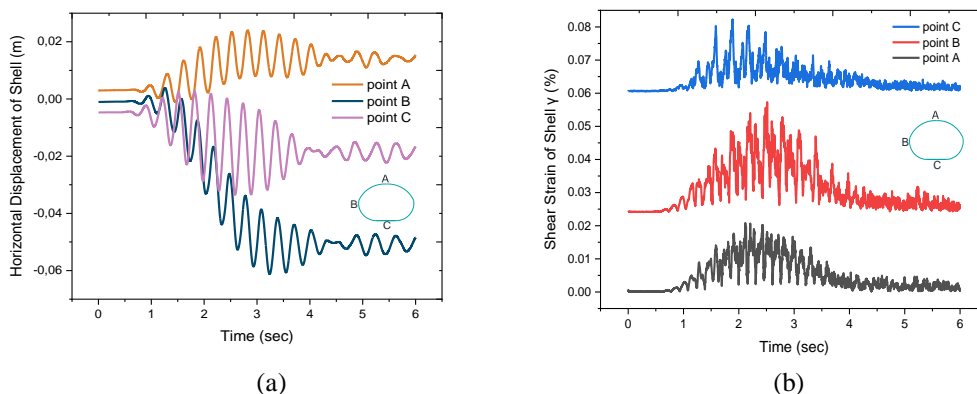 Horizontal Displacement of Shell (m)
0,02
0,00
-0,02
-0,04
-0,06
point A
point B
point C
A
B
C
0 1 2 3 4 5 6
Time (sec)
(a)
Shear Strain of Shell γ (%)
0.08
0.07
0.06
0.05
0.04
0.03
0.02
0.01
0.00
point C
point B
point A
A
B
C
0 1 2 3 4 5 6
Time (sec)
(b)